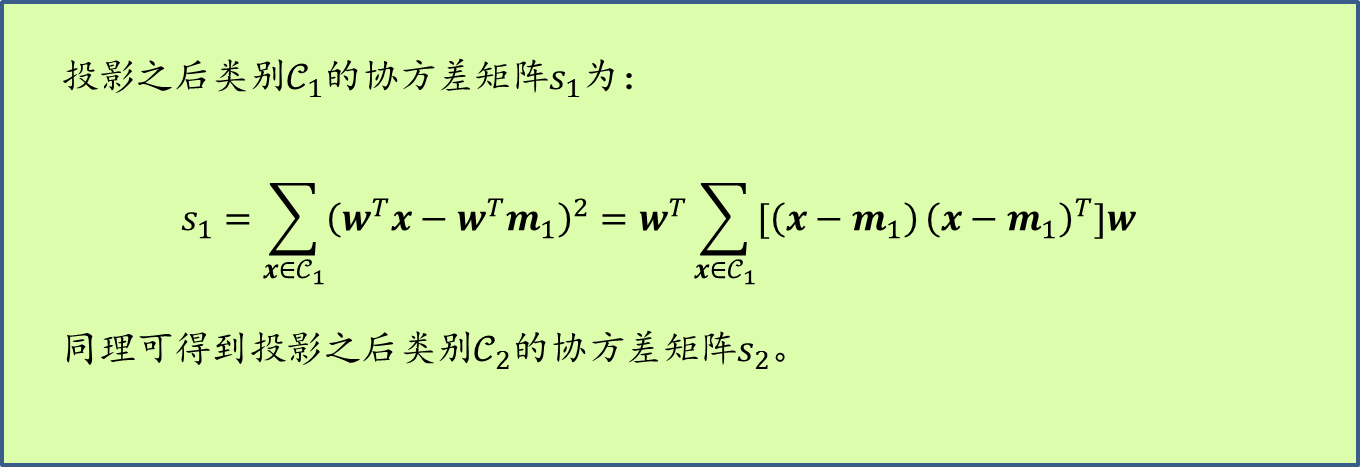 投影之后类别𝒞₁的协方差矩阵s₁为：
s₁ = ∑_{x∈𝒞₁} (wᵀx − wᵀm₁)² = wᵀ ∑_{x∈𝒞₁} [(x − m₁) (x − m₁)ᵀ]w
同理可得到投影之后类别𝒞₂的协方差矩阵s₂。